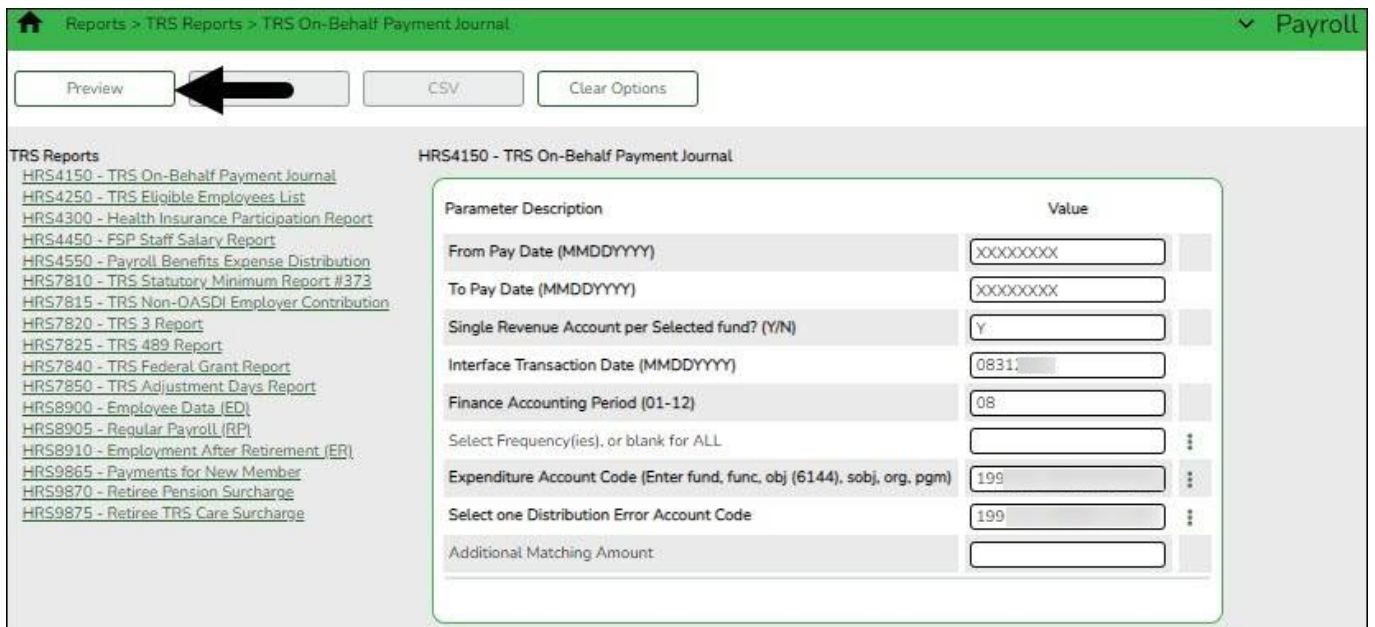 Reports > TRS Reports > TRS On-Behalf Payment Journal
Payroll
Preview
CSV
Clear Options
TRS Reports
HRS4150 - TRS On-Behalf Payment Journal
HRS4250 - TRS Eligible Employees List
HRS4300 - Health Insurance Participation Report
HRS4450 - FSP Staff Salary Report
HRS4550 - Payroll Benefits Expense Distribution
HRS7810 - TRS Statutory Minimum Report #373
HRS7815 - TRS Non-OASDI Employer Contribution
HRS7820 - TRS 3 Report
HRS7825 - TRS 489 Report
HRS7840 - TRS Federal Grant Report
HRS7850 - TRS Adjustment Days Report
HRS8900 - Employee Data (ED)
HRS8905 - Regular Payroll (RP)
HRS8910 - Employment After Retirement (ER)
HRS9865 - Payments for New Member
HRS9870 - Retiree Pension Surcharge
HRS9875 - Retiree TRS Care Surcharge
HRS4150 - TRS On-Behalf Payment Journal
Parameter Description Value
From Pay Date (MMDDYYYY) XXXXXXXX
To Pay Date (MMDDYYYY) XXXXXXXX
Single Revenue Account per Selected fund? (Y/N) Y
Interface Transaction Date (MMDDYYYY) 0831
Finance Accounting Period (01-12) 08
Select Frequency(ies), or blank for ALL
Expenditure Account Code (Enter fund, func, obj (6144), sobj, org, pgm) 199
Select one Distribution Error Account Code 199
Additional Matching Amount